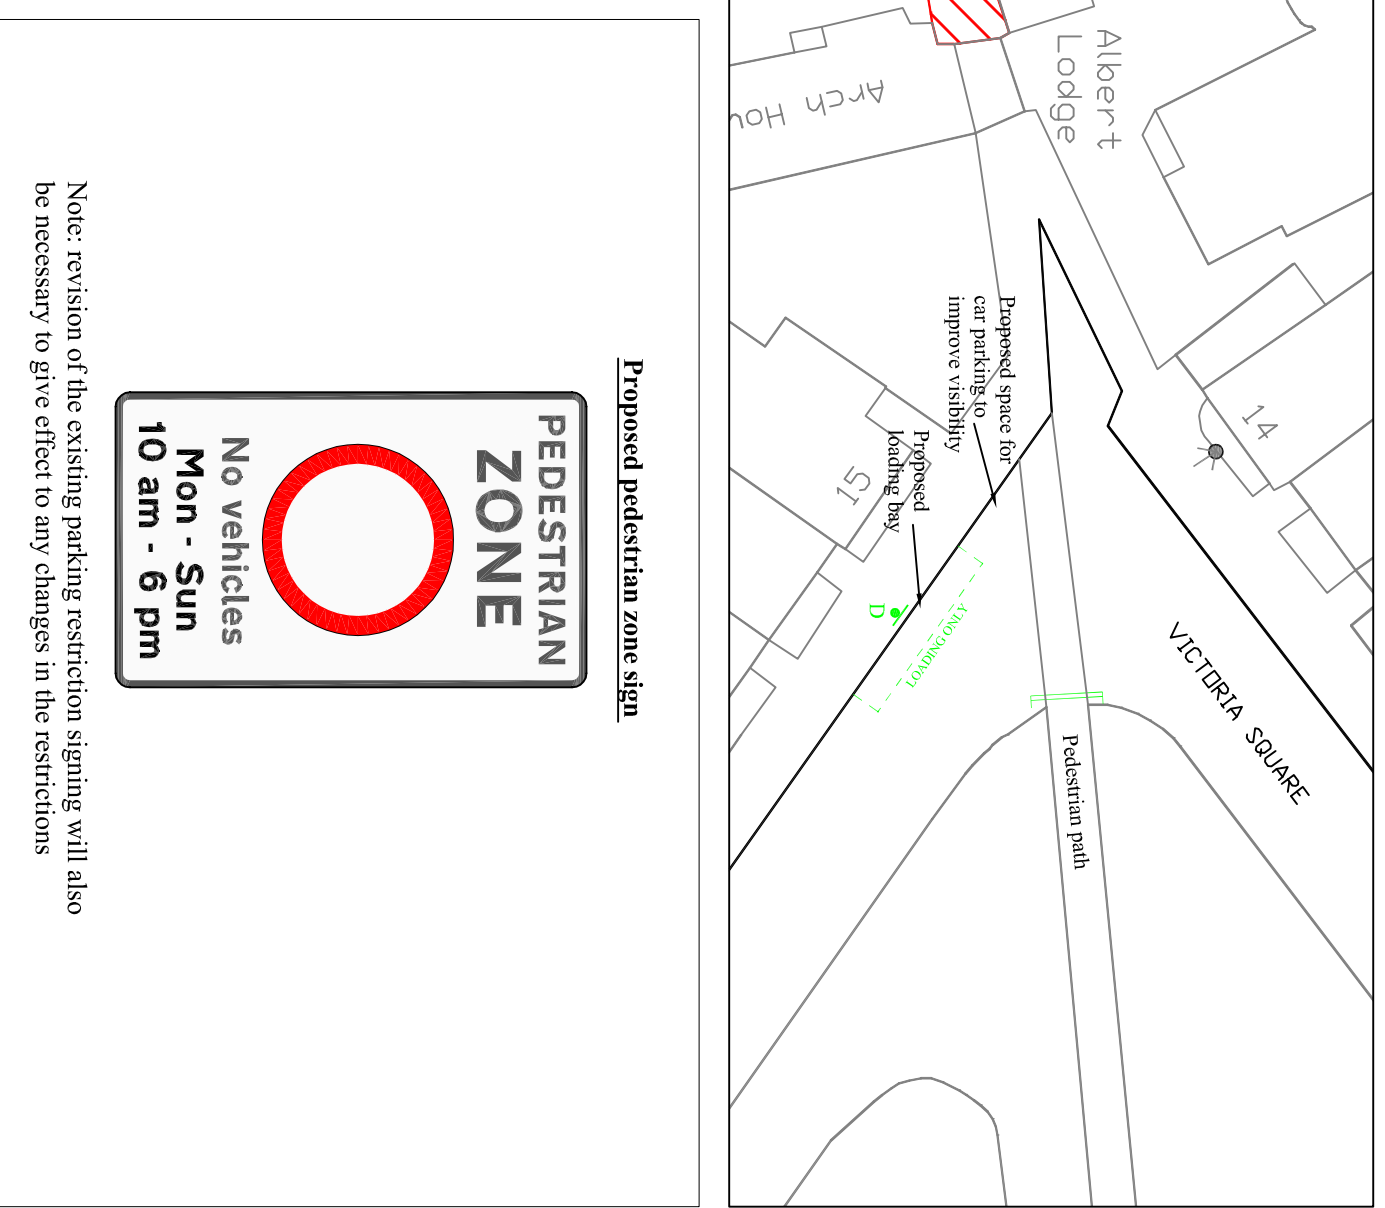 Albert
Lodge
Arch Hou
14
15
Proposed space for
car parking to
improve visibility
Proposed
loading bay
D
LOADING ONLY
VICTORIA SQUARE
Pedestrian path
Proposed pedestrian zone sign
PEDESTRIAN
ZONE
No vehicles
Mon - Sun
10 am - 6 pm
Note: revision of the existing parking restriction signing will also
be necessary to give effect to any changes in the restrictions